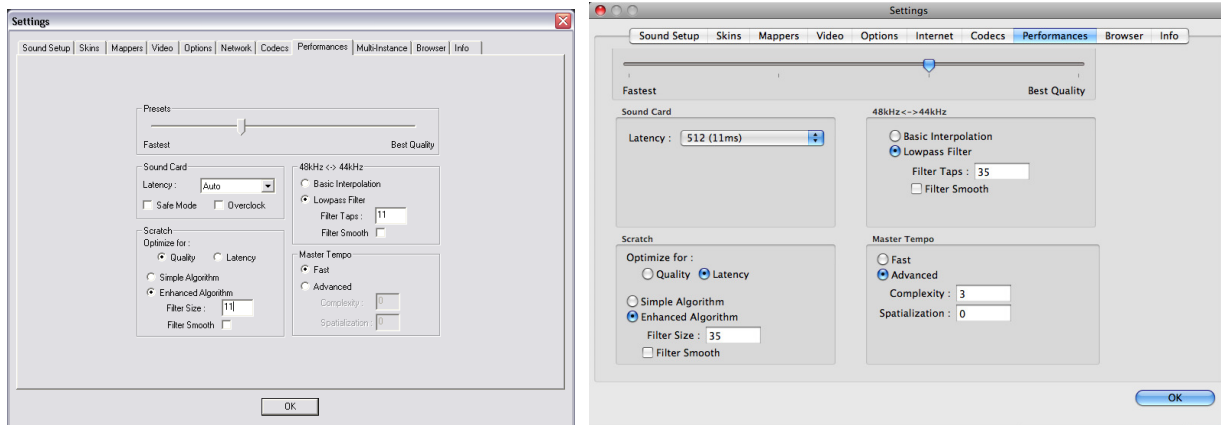 Settings
Sound Setup Skins Mappers Video Options Network Codecs Performances Multi-Instance Browser Info
Presets
Fastest Best Quality
Sound Card
Latency : Auto
Safe Mode Overclock
Scratch
Optimize for :
Quality Latency
Simple Algorithm
Enhanced Algorithm
Filter Size : 11
Filter Smooth
48kHz <-> 44kHz
Basic Interpolation
Lowpass Filter
Filter Taps : 11
Filter Smooth
Master Tempo
Fast
Advanced
Complexity : 0
Spatialization : 0
OK
Settings
Sound Setup Skins Mappers Video Options Internet Codecs Performances Browser Info
Fastest Best Quality
Sound Card
Latency : 512 (11ms)
48kHz<->44kHz
Basic Interpolation
Lowpass Filter
Filter Taps : 35
Filter Smooth
Scratch
Optimize for :
Quality Latency
Simple Algorithm
Enhanced Algorithm
Filter Size : 35
Filter Smooth
Master Tempo
Fast
Advanced
Complexity : 3
Spatialization : 0
OK